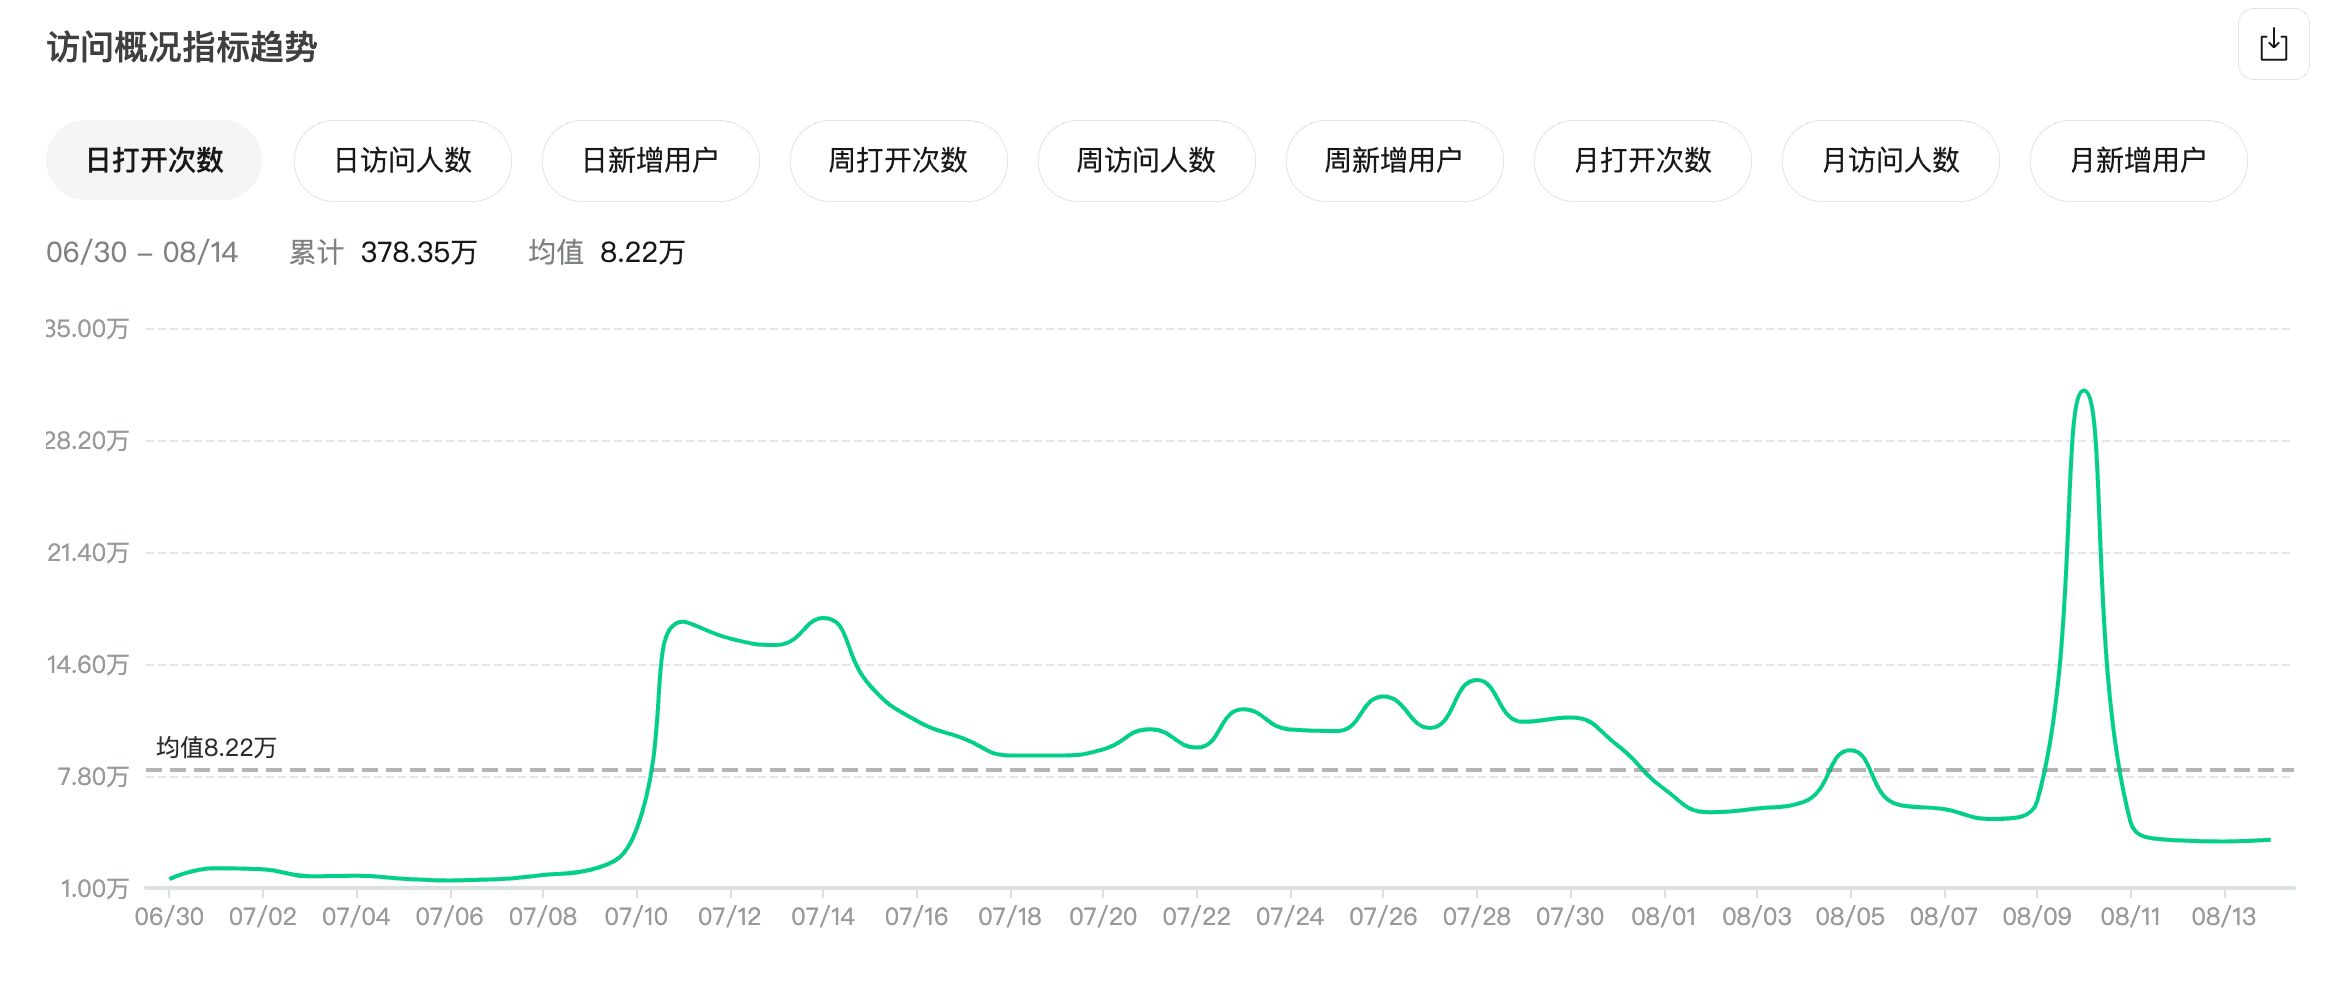 访问概况指标趋势
日打开次数 日访问人数 日新增用户 周打开次数 周访问人数 周新增用户 月打开次数 月访问人数 月新增用户
06/30 – 08/14 累计 378.35万 均值 8.22万
35.00万
28.20万
21.40万
14.60万
均值8.22万
7.80万
1.00万
06/30 07/02 07/04 07/06 07/08 07/10 07/12 07/14 07/16 07/18 07/20 07/22 07/24 07/26 07/28 07/30 08/01 08/03 08/05 08/07 08/09 08/11 08/13